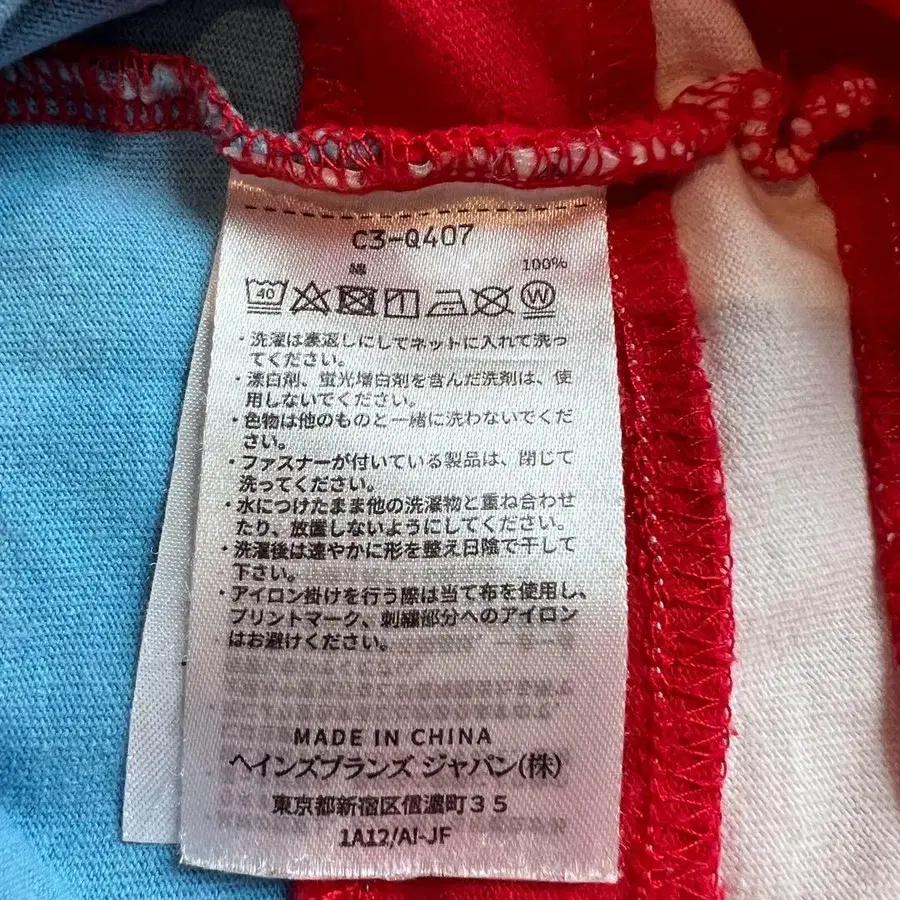 C3-Q407
綿 100%
40
・洗濯は裏返しにしてネットに入れて洗っ
てください。
・漂白剤、蛍光増白剤を含んだ洗剤は、使
用しないでください。
・色物は他のものと一緒に洗わないでくだ
さい。
・ファスナーが付いている製品は、閉じて
洗ってください。
・水につけたまま他の洗濯物と重ね合わせ
たり、放置しないようにしてください。
・洗濯後は速やかに形を整え日陰で干して
下さい。
・アイロン掛けを行う際は当て布を使用し、
プリントマーク、刺繍部分へのアイロン
はお避けください。
MADE IN CHINA
ヘインズブランズ ジャパン(株)
東京都新宿区信濃町35
1A12/AI-JF